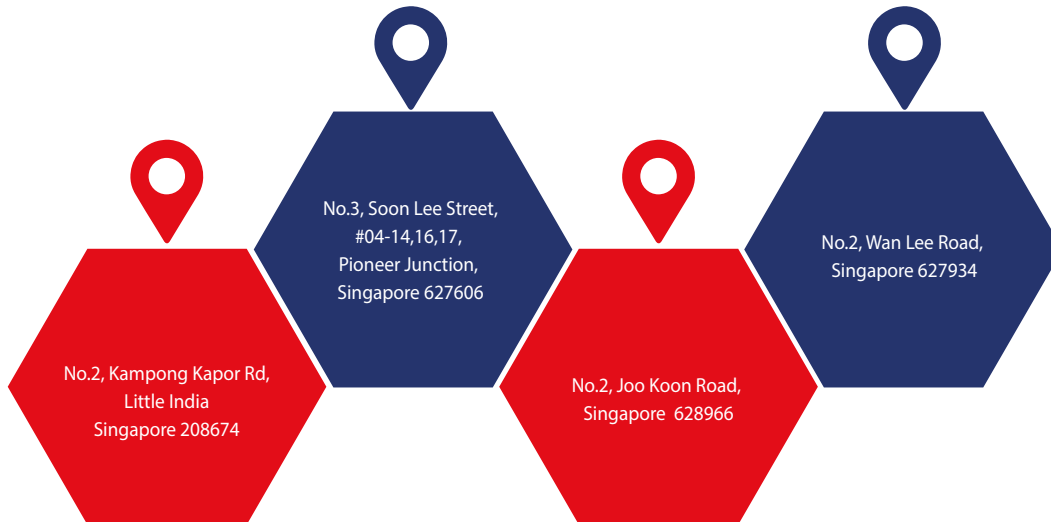 No.2, Kampong Kapor Rd,
Little India
Singapore 208674
No.3, Soon Lee Street,
#04-14,16,17,
Pioneer Junction,
Singapore 627606
No.2, Joo Koon Road,
Singapore 628966
No.2, Wan Lee Road,
Singapore 627934